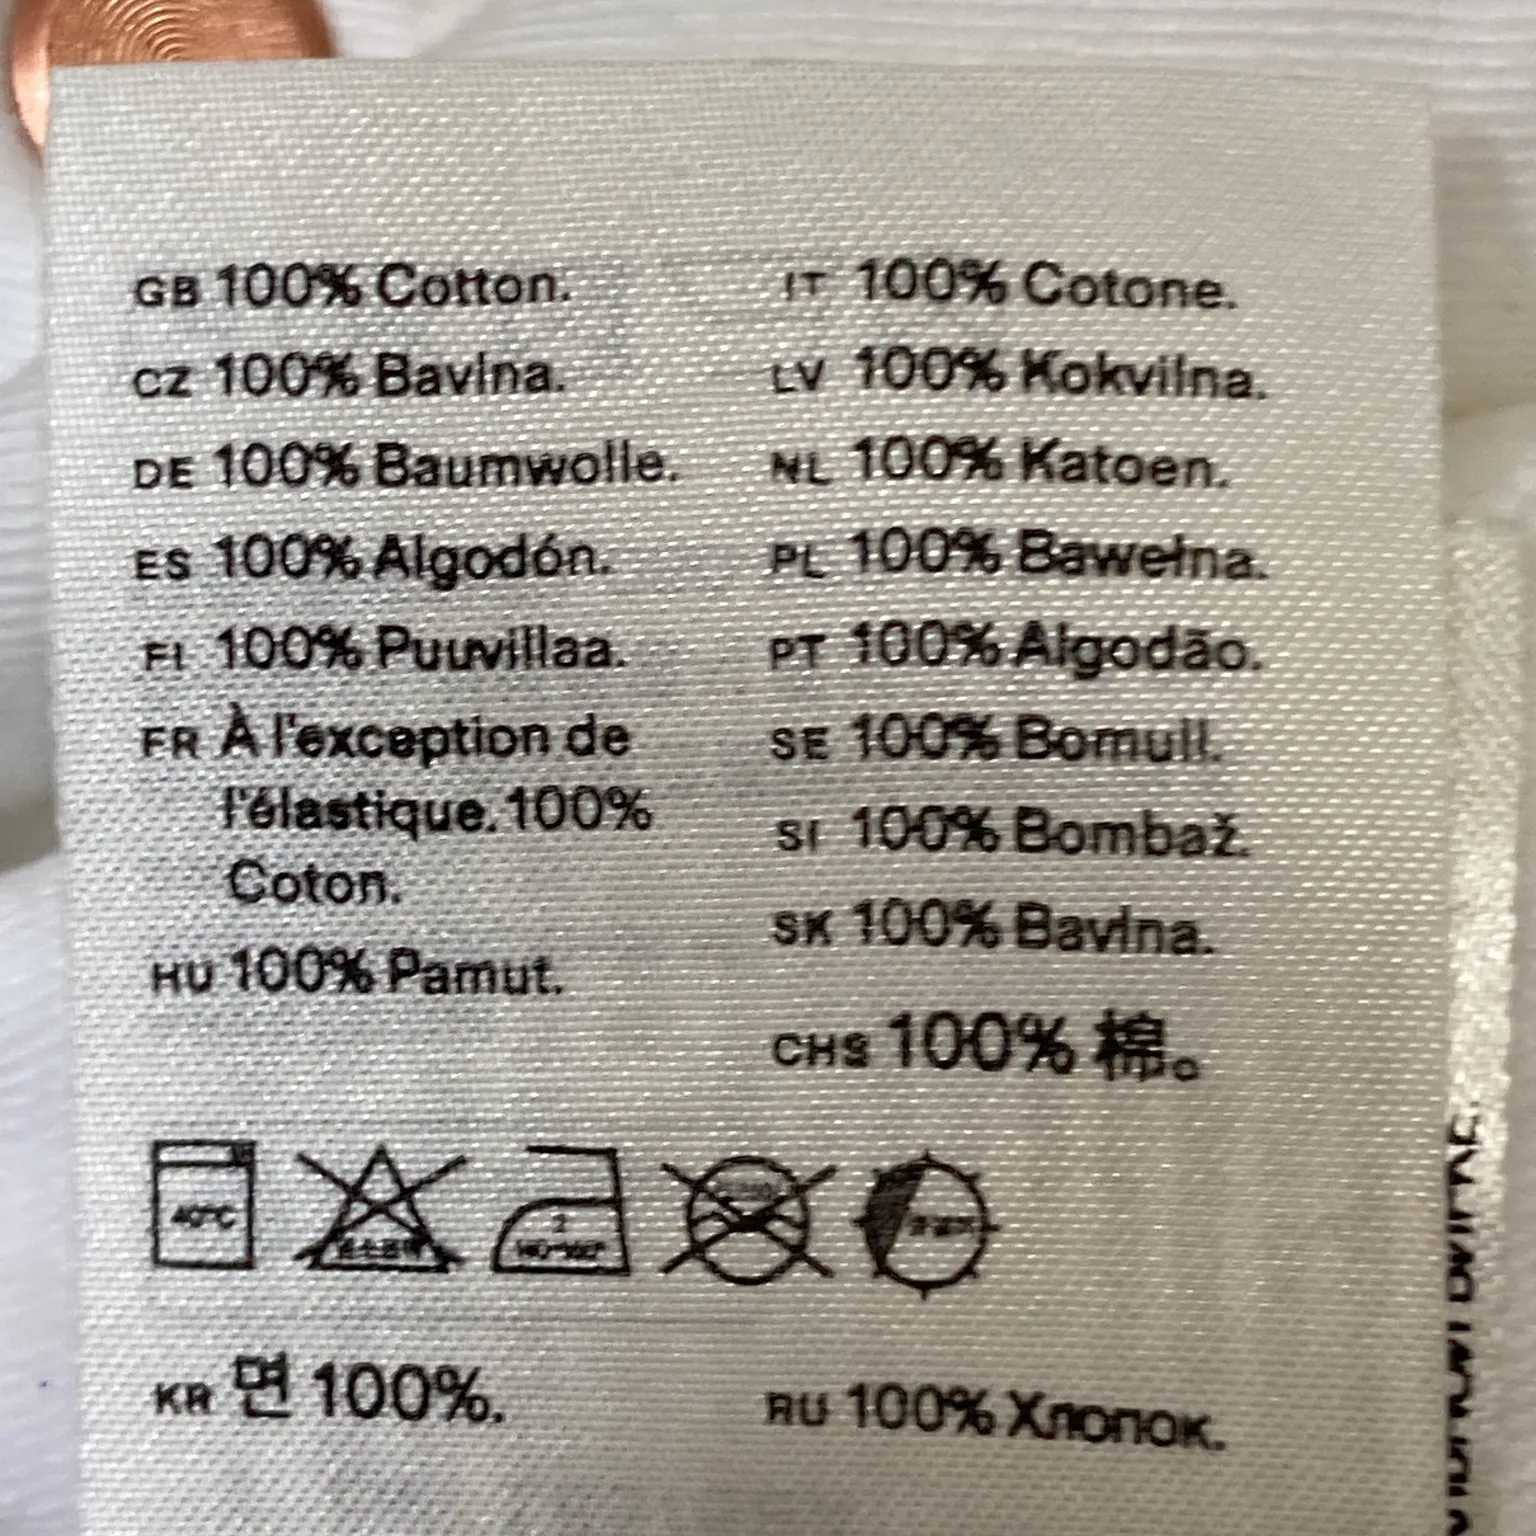 GB 100% Cotton.
CZ 100% Bavlna.
DE 100% Baumwolle.
ES 100% Algodón.
FI 100% Puuvillaa.
FR À l'exception de
l'élastique. 100%
Coton.
HU 100% Pamut.
IT 100% Cotone.
LV 100% Kokvilna.
NL 100% Katoen.
PL 100% Bawełna.
PT 100% Algodão.
SE 100% Bomull.
SI 100% Bombaž.
SK 100% Bavlna.
CHS 100% 棉。
40°C
2
KR 면 100%.
RU 100% Хлопок.